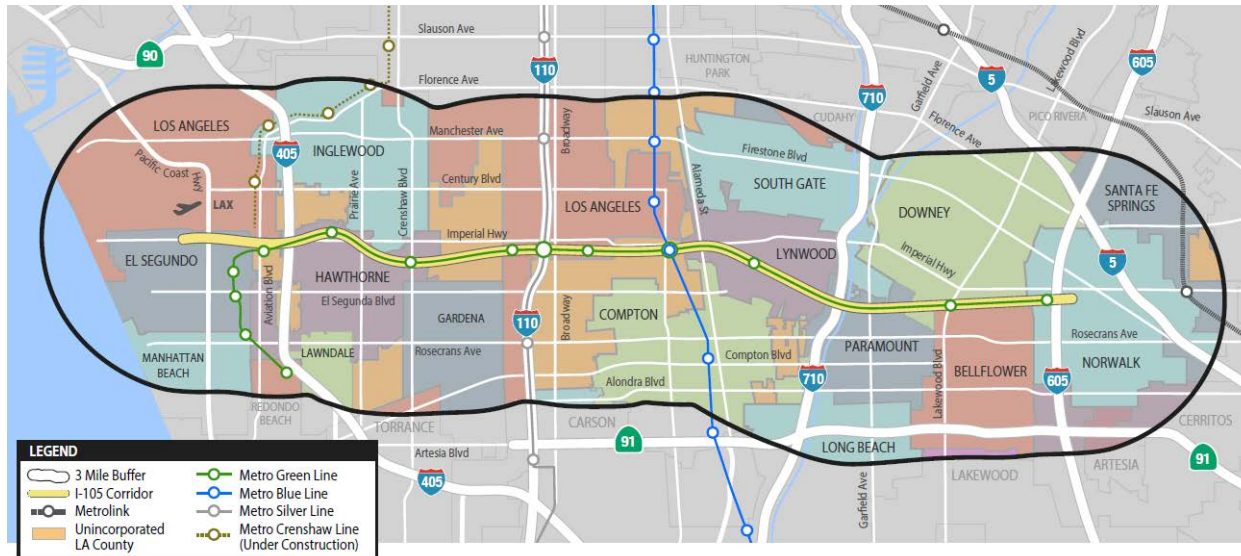 Slauson Ave
90
110
HUNTINGTON
PARK
Garfield Ave
Lakewood Blvd
5
605
Florence Ave
710
Slauson Ave
LOS ANGELES
INGLEWOOD
405
Manchester Ave
Broadway
CUDAHY
Florence Ave
PICO RIVERA
Pacific Coast
Hwy
Prairie Ave
Crenshaw Blvd
Century Blvd
Alameda St
Firestone Blvd
SOUTH GATE
SANTA FE
SPRINGS
LAX
LOS ANGELES
DOWNEY
Imperial Hwy
EL SEGUNDO
HAWTHORNE
LYNWOOD
Imperial Hwy
5
Aviation Blvd
El Segunda Blvd
GARDENA
110
Broadway
COMPTON
Rosecrans Ave
MANHATTAN
BEACH
LAWNDALE
Rosecrans Ave
Compton Blvd
PARAMOUNT
Lakewood Blvd
BELLFLOWER
NORWALK
Alondra Blvd
710
605
REDONDO
BEACH
TORRANCE
CARSON
91
CERRITOS
LONG BEACH
Artesia Blvd
405
Garfield Ave
LAKEWOOD
ARTESIA
91
LEGEND
3 Mile Buffer
I-105 Corridor
Metrolink
Unincorporated
LA County
Metro Green Line
Metro Blue Line
Metro Silver Line
Metro Crenshaw Line
(Under Construction)